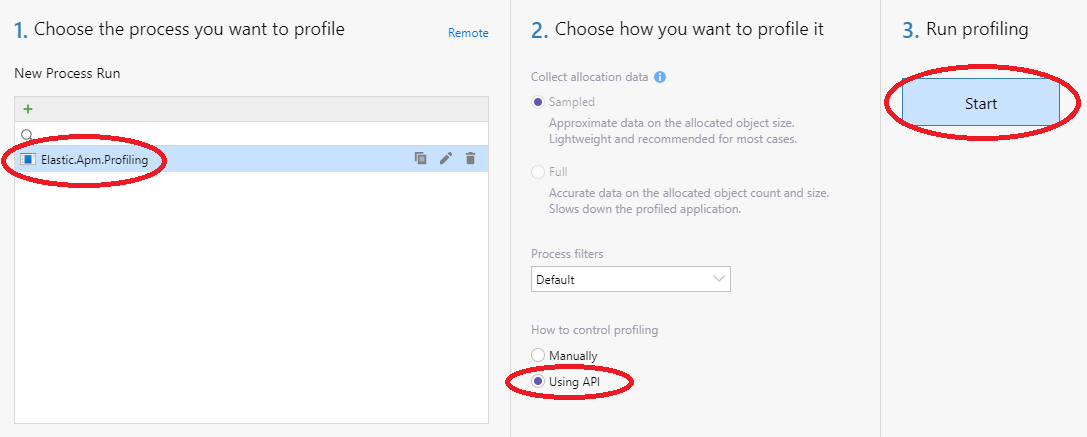 1. Choose the process you want to profile
Remote
New Process Run
+
Elastic.Apm.Profiling
2. Choose how you want to profile it
Collect allocation data
Sampled
Approximate data on the allocated object size.
Lightweight and recommended for most cases.
Full
Accurate data on the allocated object count and size.
Slows down the profiled application.
Process filters
Default
How to control profiling
Manually
Using API
3. Run profiling
Start